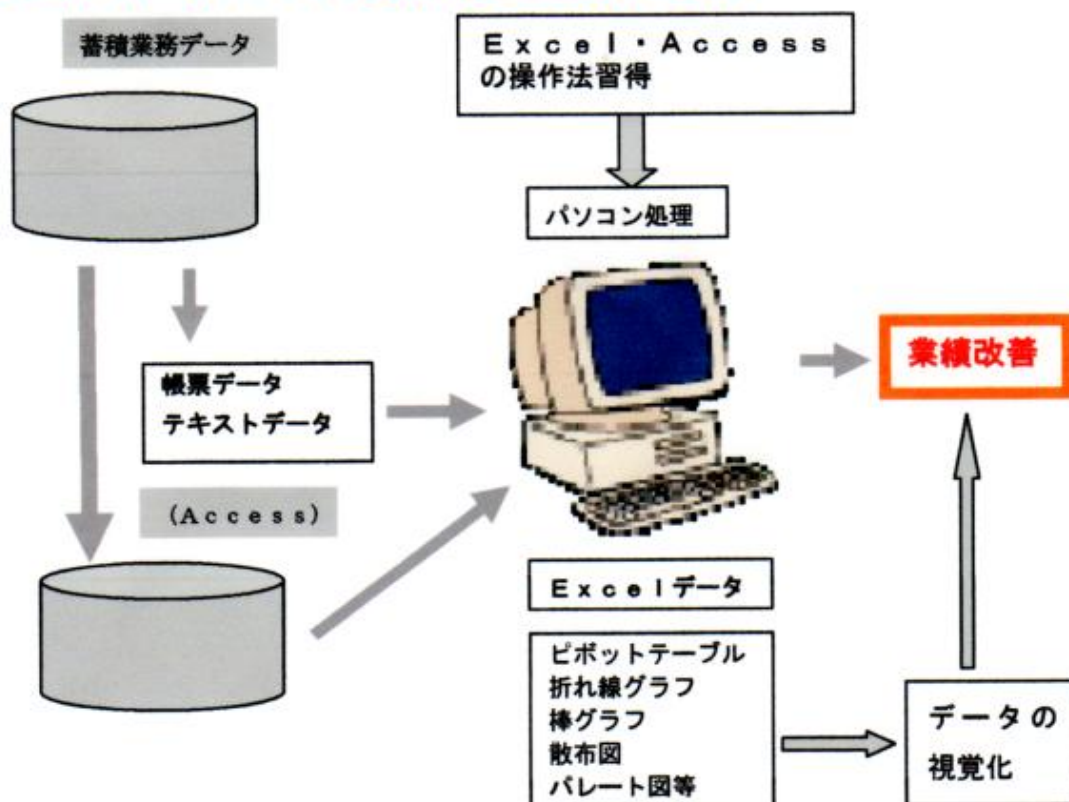 蓄積業務データ
Ｅｘｃｅｌ・Ａｃｃｅｓｓ
の操作法習得
パソコン処理
業績改善
帳票データ
テキストデータ
（Ａｃｃｅｓｓ）
Ｅｘｃｅｌデータ
ピボットテーブル
折れ線グラフ
棒グラフ
散布図
パレート図等
データの
視覚化